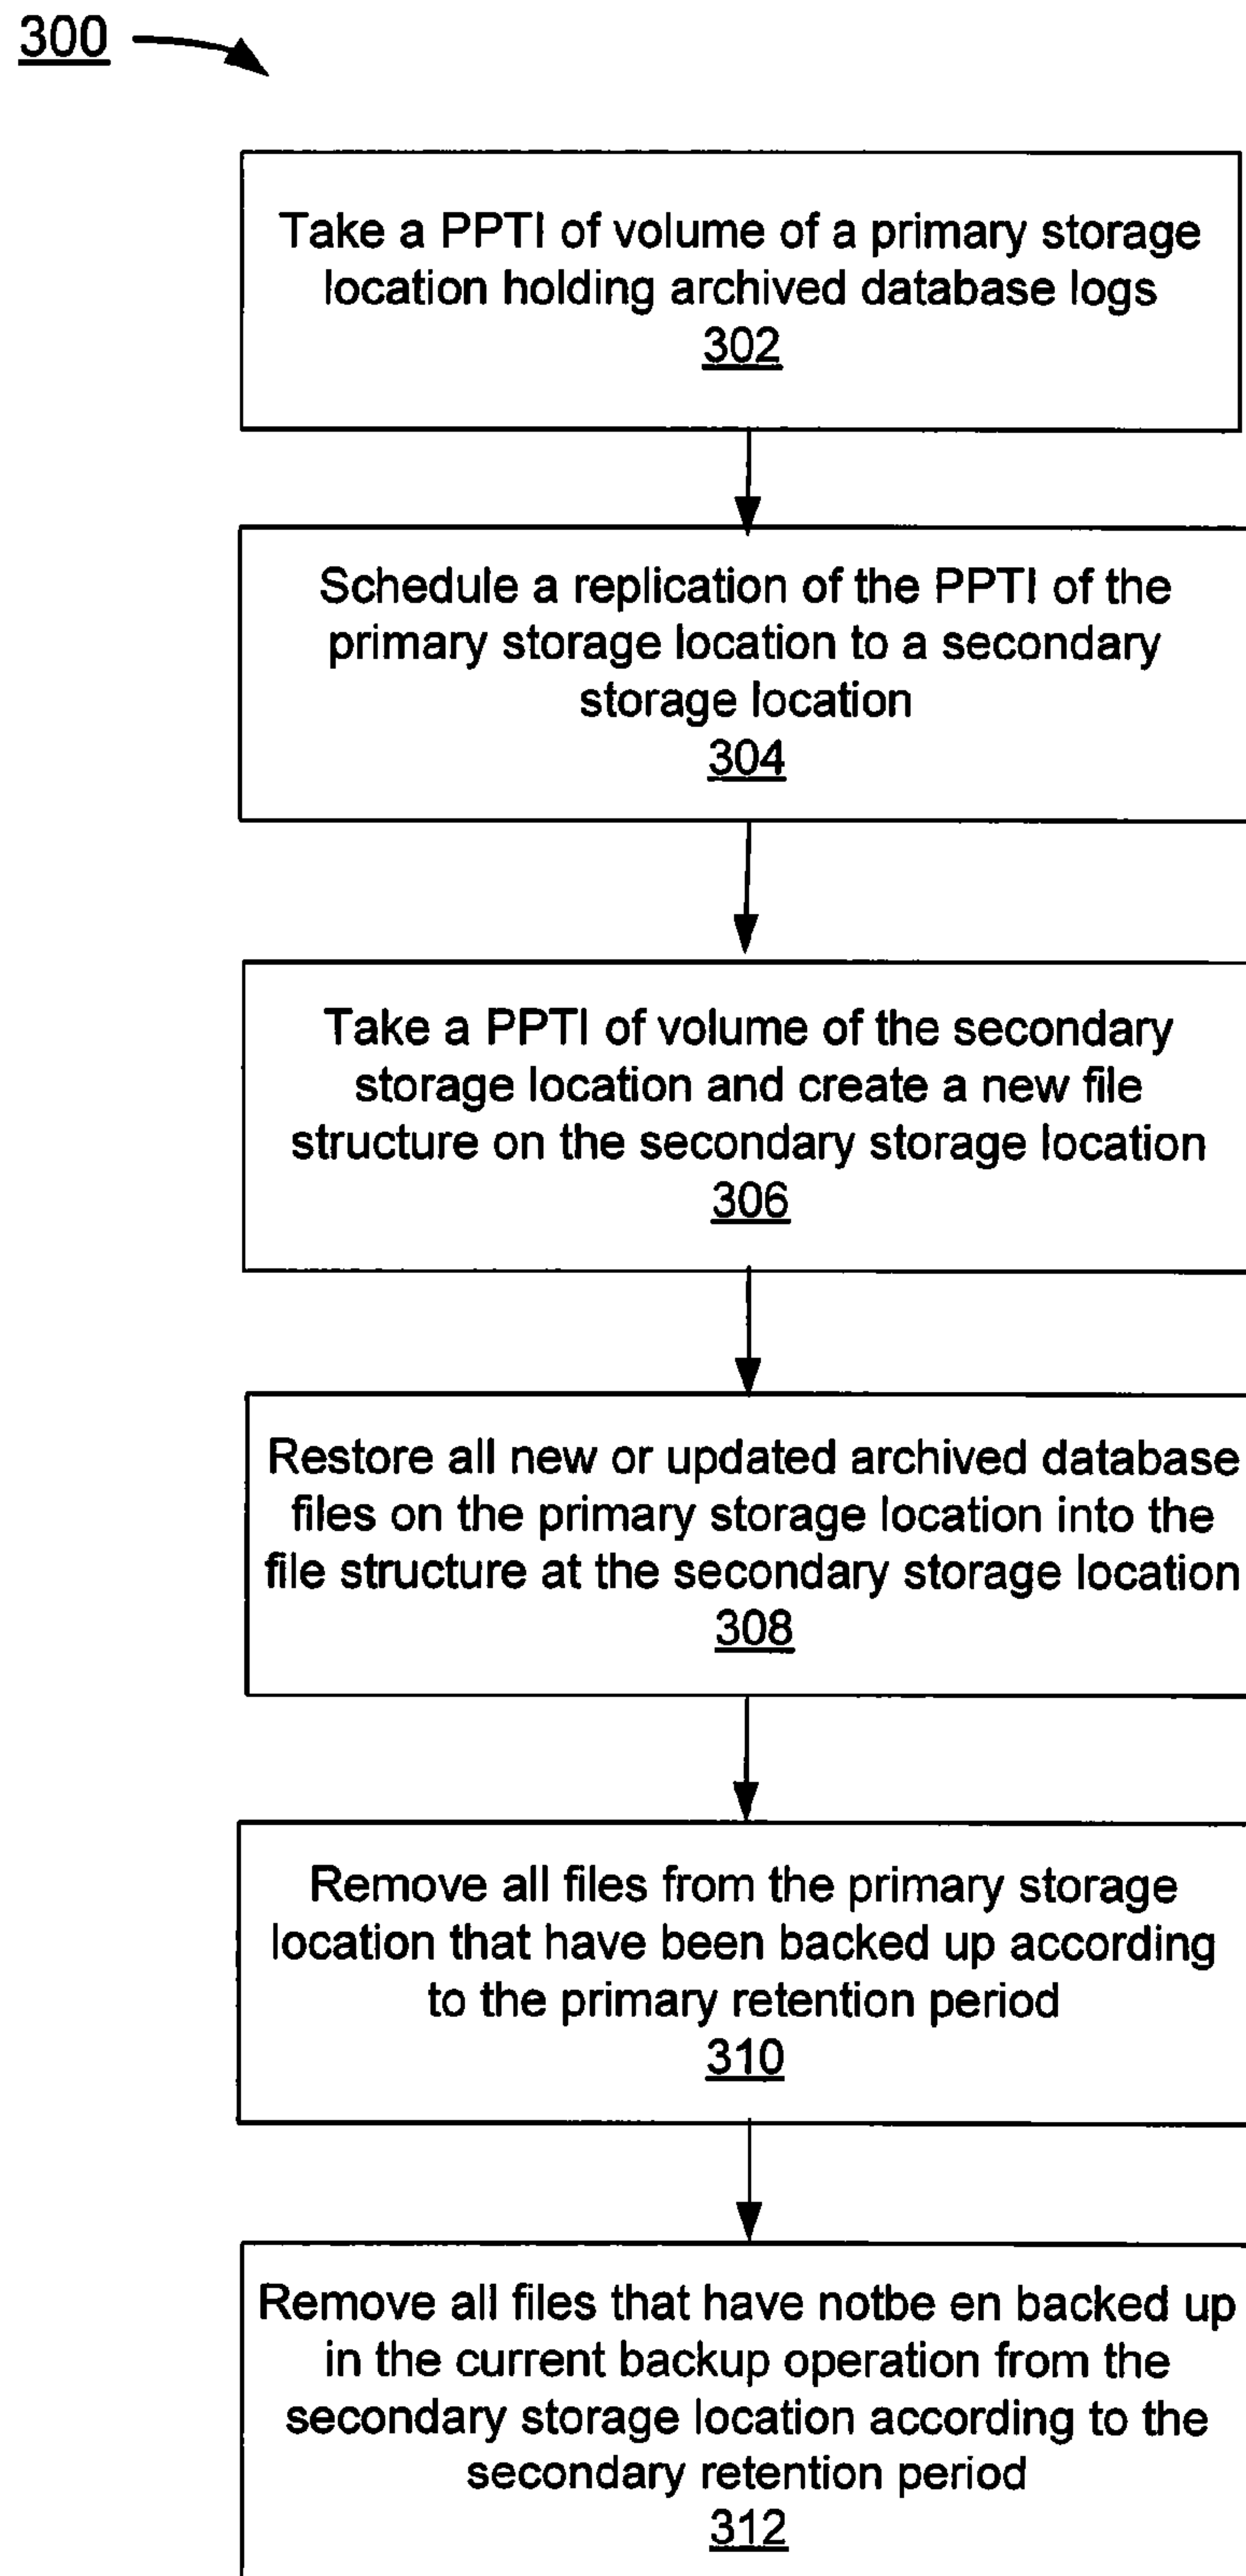 300
Take a PPTI of volume of a primary storage
location holding archived database logs
302
Schedule a replication of the PPTI of the
primary storage location to a secondary
storage location
304
Take a PPTI of volume of the secondary
storage location and create a new file
structure on the secondary storage location
306
Restore all new or updated archived database
files on the primary storage location into the
file structure at the secondary storage location
308
Remove all files from the primary storage
location that have been backed up according
to the primary retention period
310
Remove all files that have notbe en backed up
in the current backup operation from the
secondary storage location according to the
secondary retention period
312